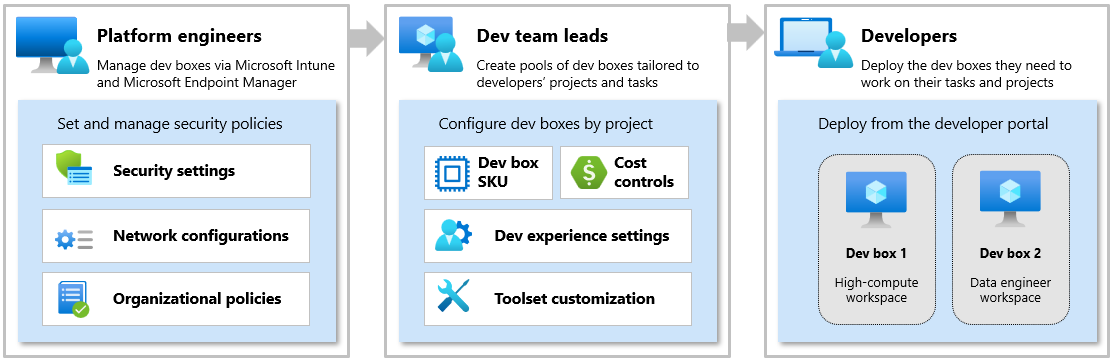 Platform engineers
Manage dev boxes via Microsoft Intune
and Microsoft Endpoint Manager
Set and manage security policies
Security settings
Network configurations
Organizational policies
Dev team leads
Create pools of dev boxes tailored to
developers’ projects and tasks
Configure dev boxes by project
Dev box
SKU
$
Cost
controls
Dev experience settings
Toolset customization
Developers
Deploy the dev boxes they need to
work on their tasks and projects
Deploy from the developer portal
Dev box 1
High-compute
workspace
Dev box 2
Data engineer
workspace